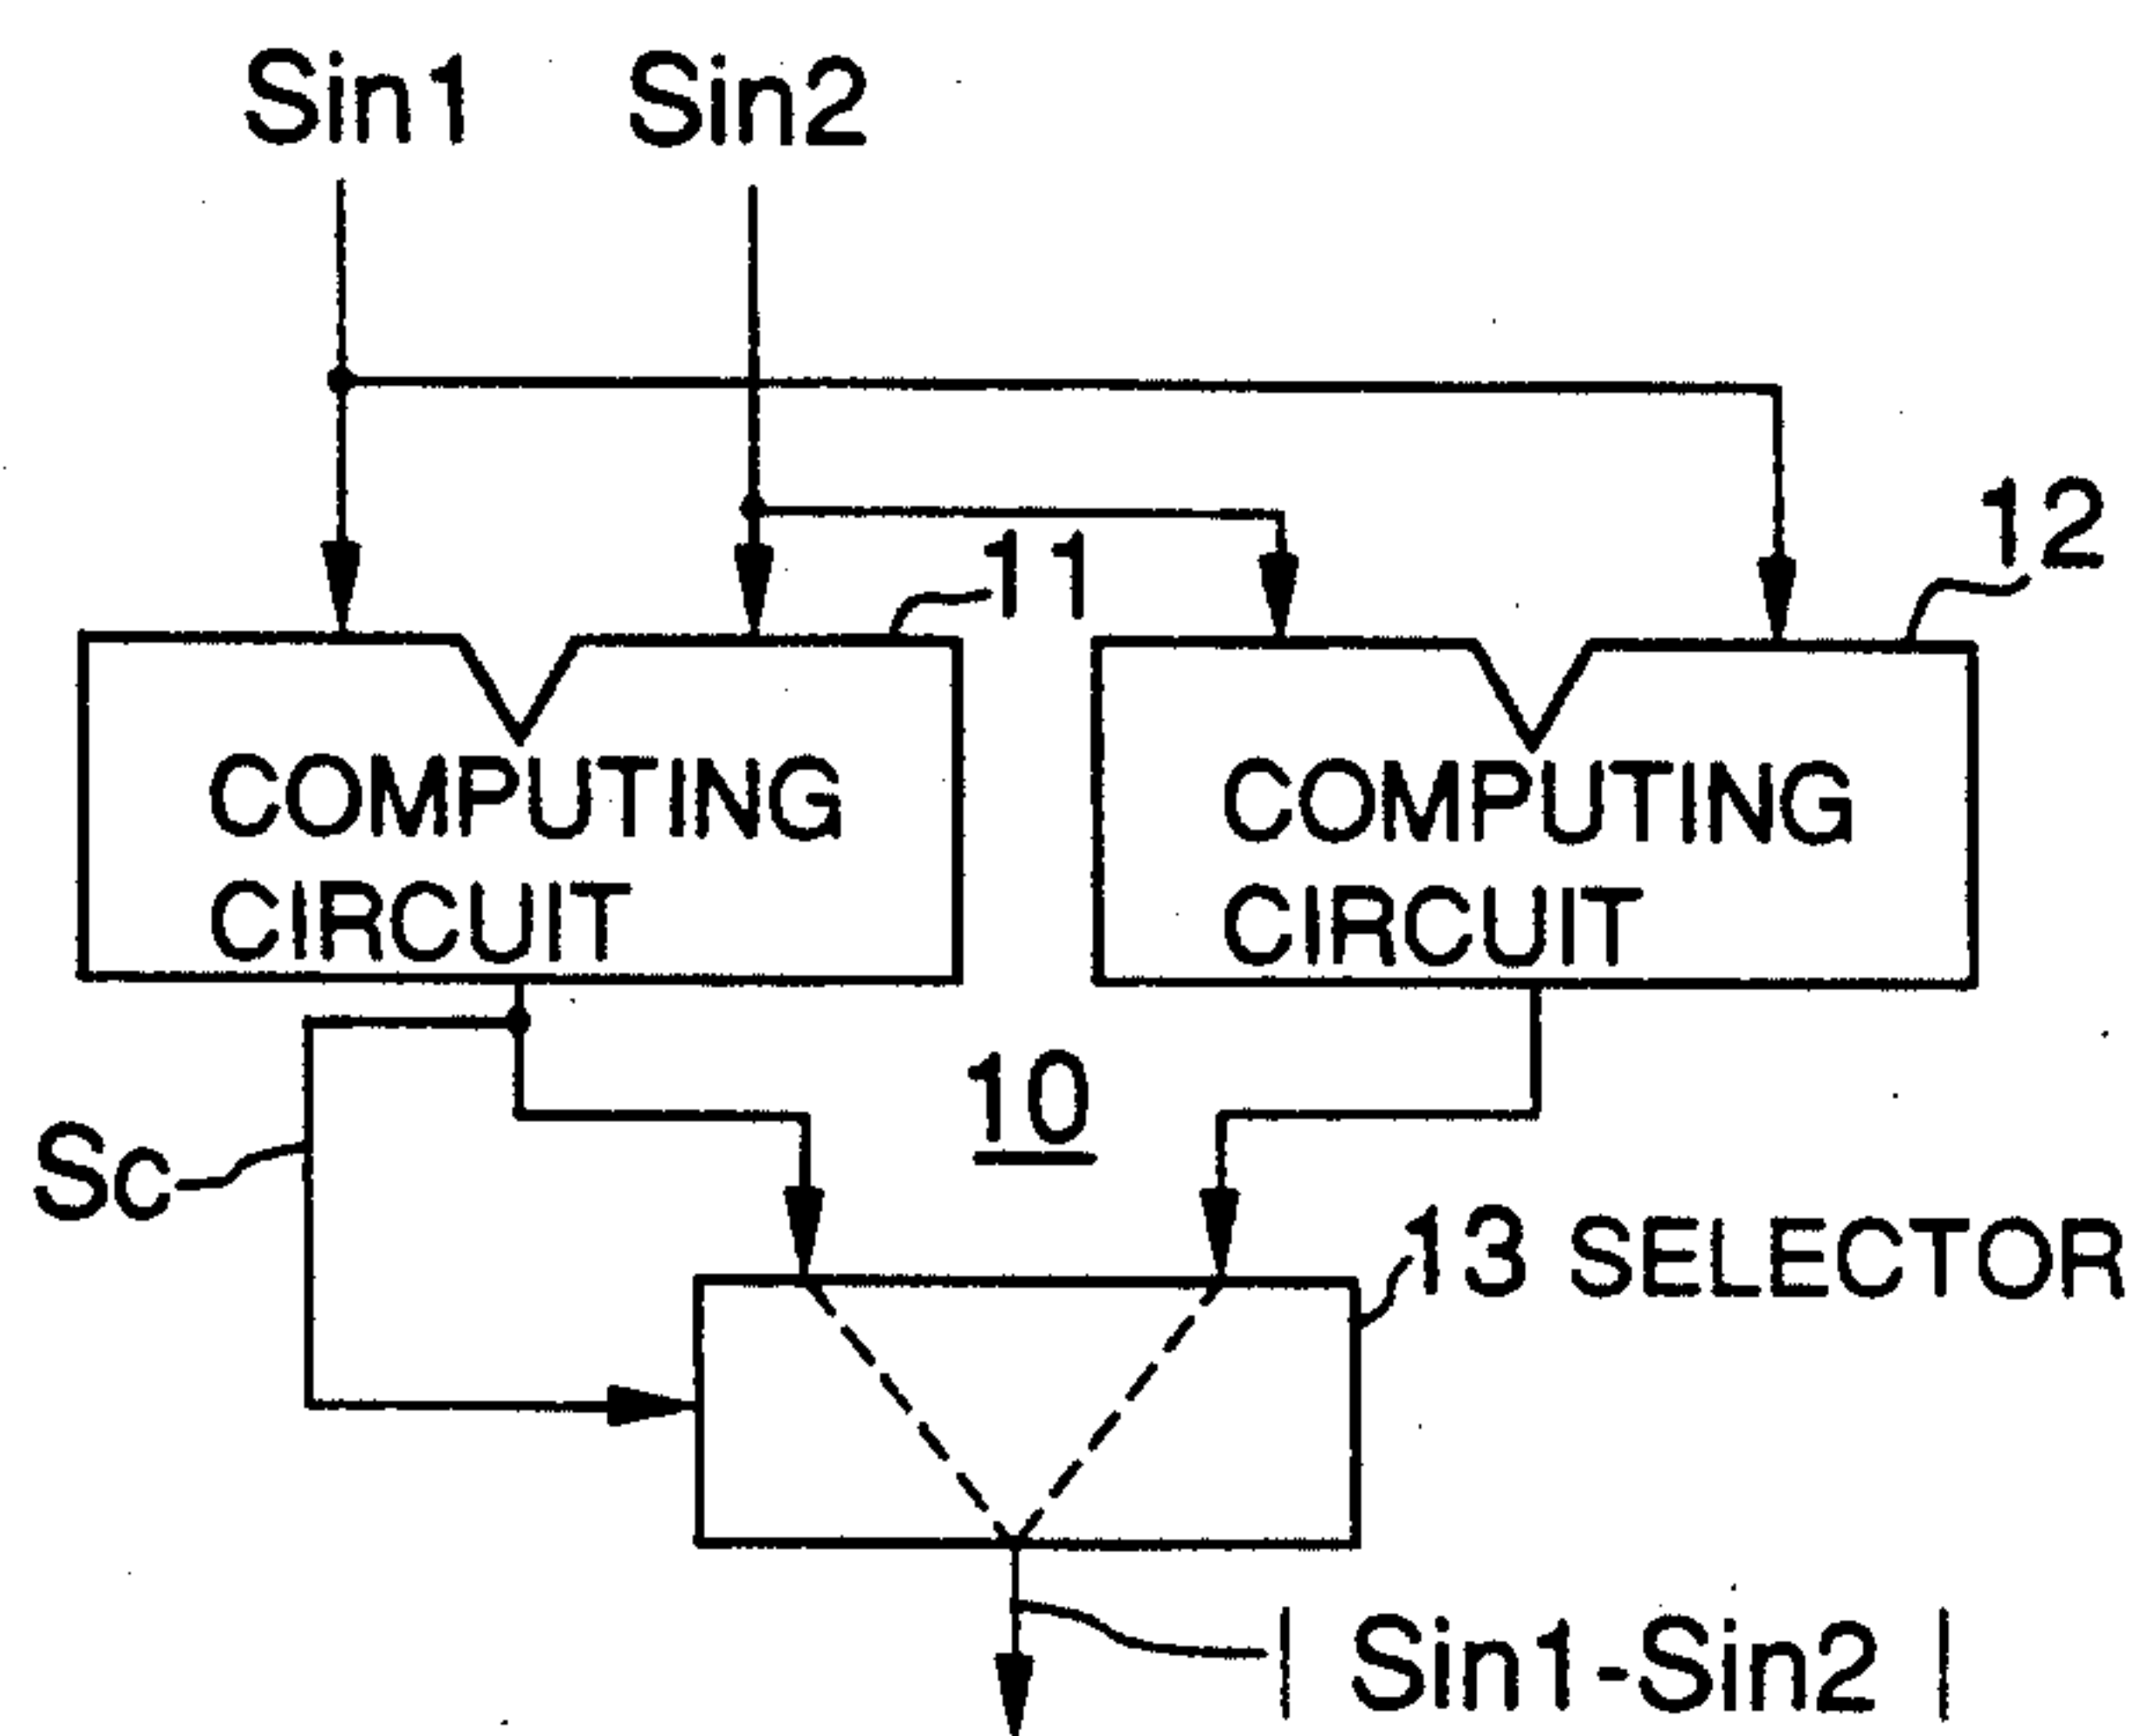 Sin1 Sin2
11
12
COMPUTING
CIRCUIT
COMPUTING
CIRCUIT
10
Sc
13 SELECTOR
| Sin1-Sin2 |